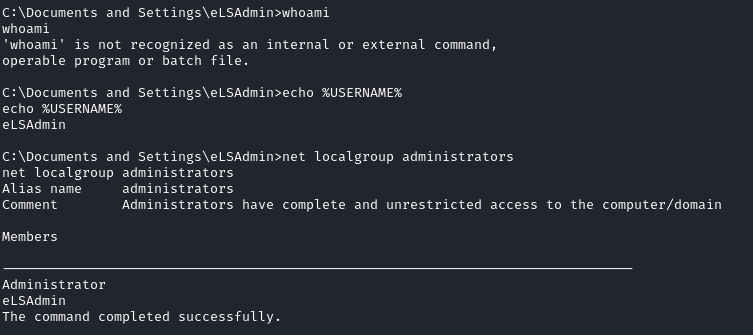 C:\Documents and Settings\eLSAdmin>whoami
whoami
'whoami' is not recognized as an internal or external command,
operable program or batch file.
C:\Documents and Settings\eLSAdmin>echo %USERNAME%
echo %USERNAME%
eLSAdmin
C:\Documents and Settings\eLSAdmin>net localgroup administrators
net localgroup administrators
Alias name     administrators
Comment        Administrators have complete and unrestricted access to the computer/domain
Members
-------------------------------------------------------------------------------
Administrator
eLSAdmin
The command completed successfully.